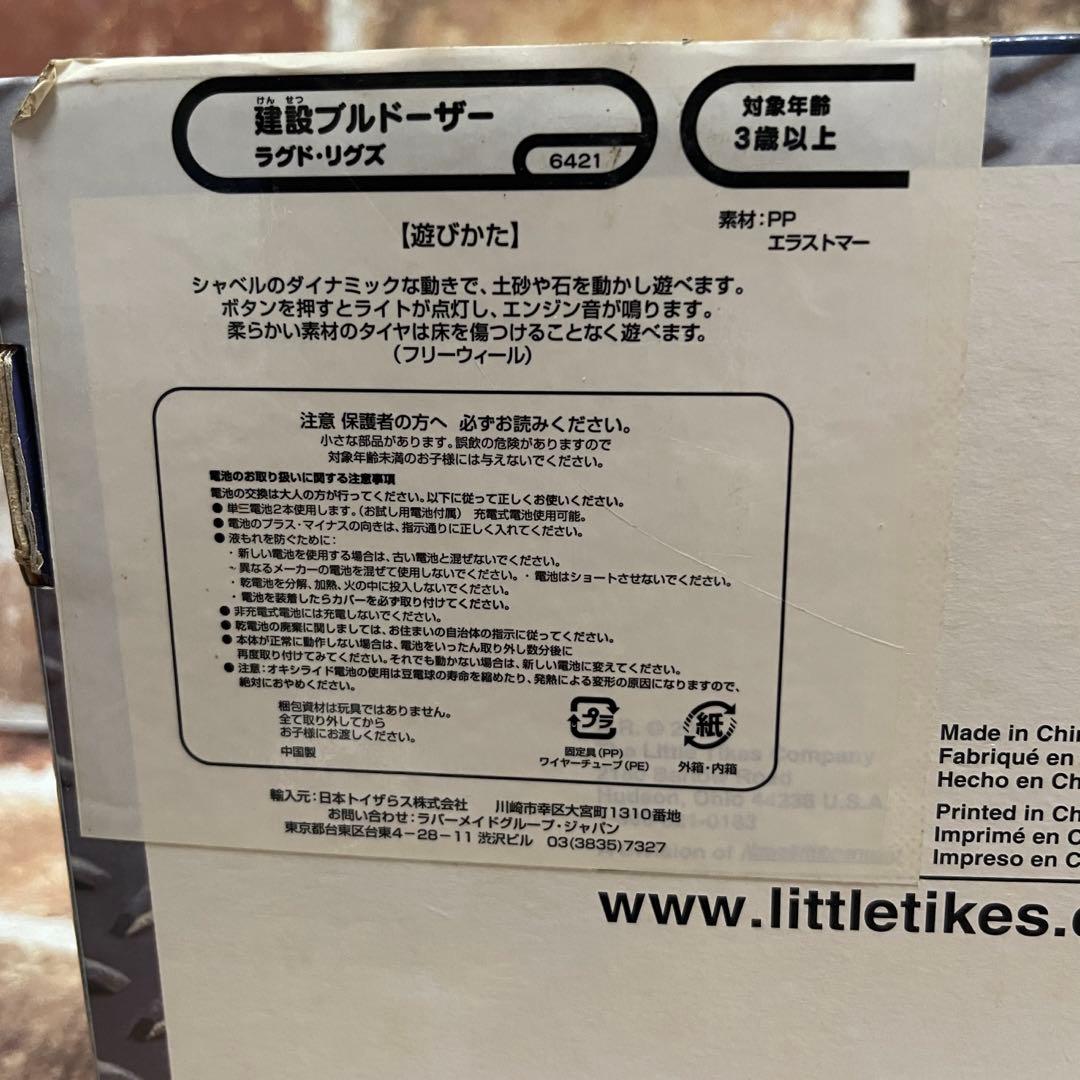 けん せつ
建設ブルドーザー
ラグド・リグズ
6421
対象年齢
3歳以上
素材：PP
エラストマー
【遊びかた】
シャベルのダイナミックな動きで、土砂や石を動かし遊べます。
ボタンを押すとライトが点灯し、エンジン音が鳴ります。
柔らかい素材のタイヤは床を傷つけることなく遊べます。
（フリーウィール）
注意 保護者の方へ 必ずお読みください。
小さな部品があります。誤飲の危険がありますので
対象年齢未満のお子様には与えないでください。
電池のお取り扱いに関する注意事項
電池の交換は大人の方が行ってください。以下に従って正しくお使いください。
● 単三電池2本使用します。（お試し用電池付属） 充電式電池使用可能。
● 電池のプラス・マイナスの向きは、指示通りに正しく入れてください。
● 液もれを防ぐために：
・新しい電池を使用する場合は、古い電池と混ぜないでください。
~ 異なるメーカーの電池を混ぜて使用しないでください。・ 電池はショートさせないでください。
・ 乾電池を分解、加熱、火の中に投入しないでください。
・ 電池を装着したらカバーを必ず取り付けてください。
● 非充電式電池には充電しないでください。
● 乾電池の廃棄に関しましては、お住まいの自治体の指示に従ってください。
● 本体が正常に動作しない場合は、電池をいったん取り外し数分後に
再度取り付けてみてください。それでも動かない場合は、新しい電池に変えてください。
● 注意：オキシライド電池の使用は豆電球の寿命を縮めたり、発熱による変形の原因になりますので、
絶対におやめください。
梱包資材は玩具ではありません。
全て取り外してから
お子様にお渡しください。
中国製
プラ
固定具（PP）
ワイヤーチューブ（PE）
紙
外箱・内箱
輸入元：日本トイザらス株式会社 川崎市幸区大宮町1310番地
お問い合わせ：ラバーメイドグループ・ジャパン
東京都台東区台東4－28－11 渋沢ビル 03(3835)7327
The Little Tikes Company
Road
Hudson, Ohio 44236 U.S.A.
Made in Chin
Fabriqué en
Hecho en Ch
Printed in Ch
Imprimé en C
Impreso en C
www.littletikes.c